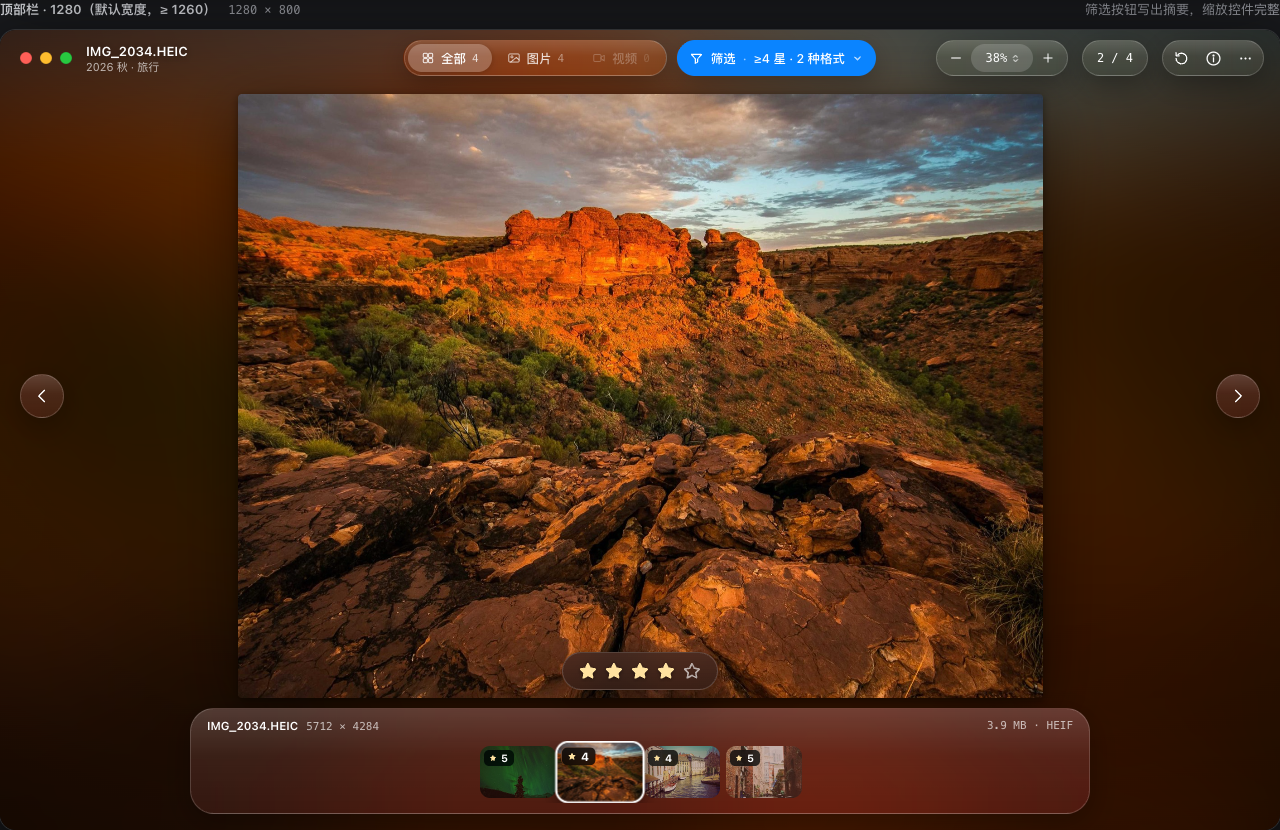 顶部栏 · 1280（默认宽度，≥ 1260） 1280 × 800
筛选按钮写出摘要，缩放控件完整
IMG_2034.HEIC
2026 秋 · 旅行
全部 4 图片 4 视频 0
筛选 · ≥4 星 · 2 种格式
38%
2 / 4
IMG_2034.HEIC 5712 × 4284
3.9 MB · HEIF
5
4
4
5